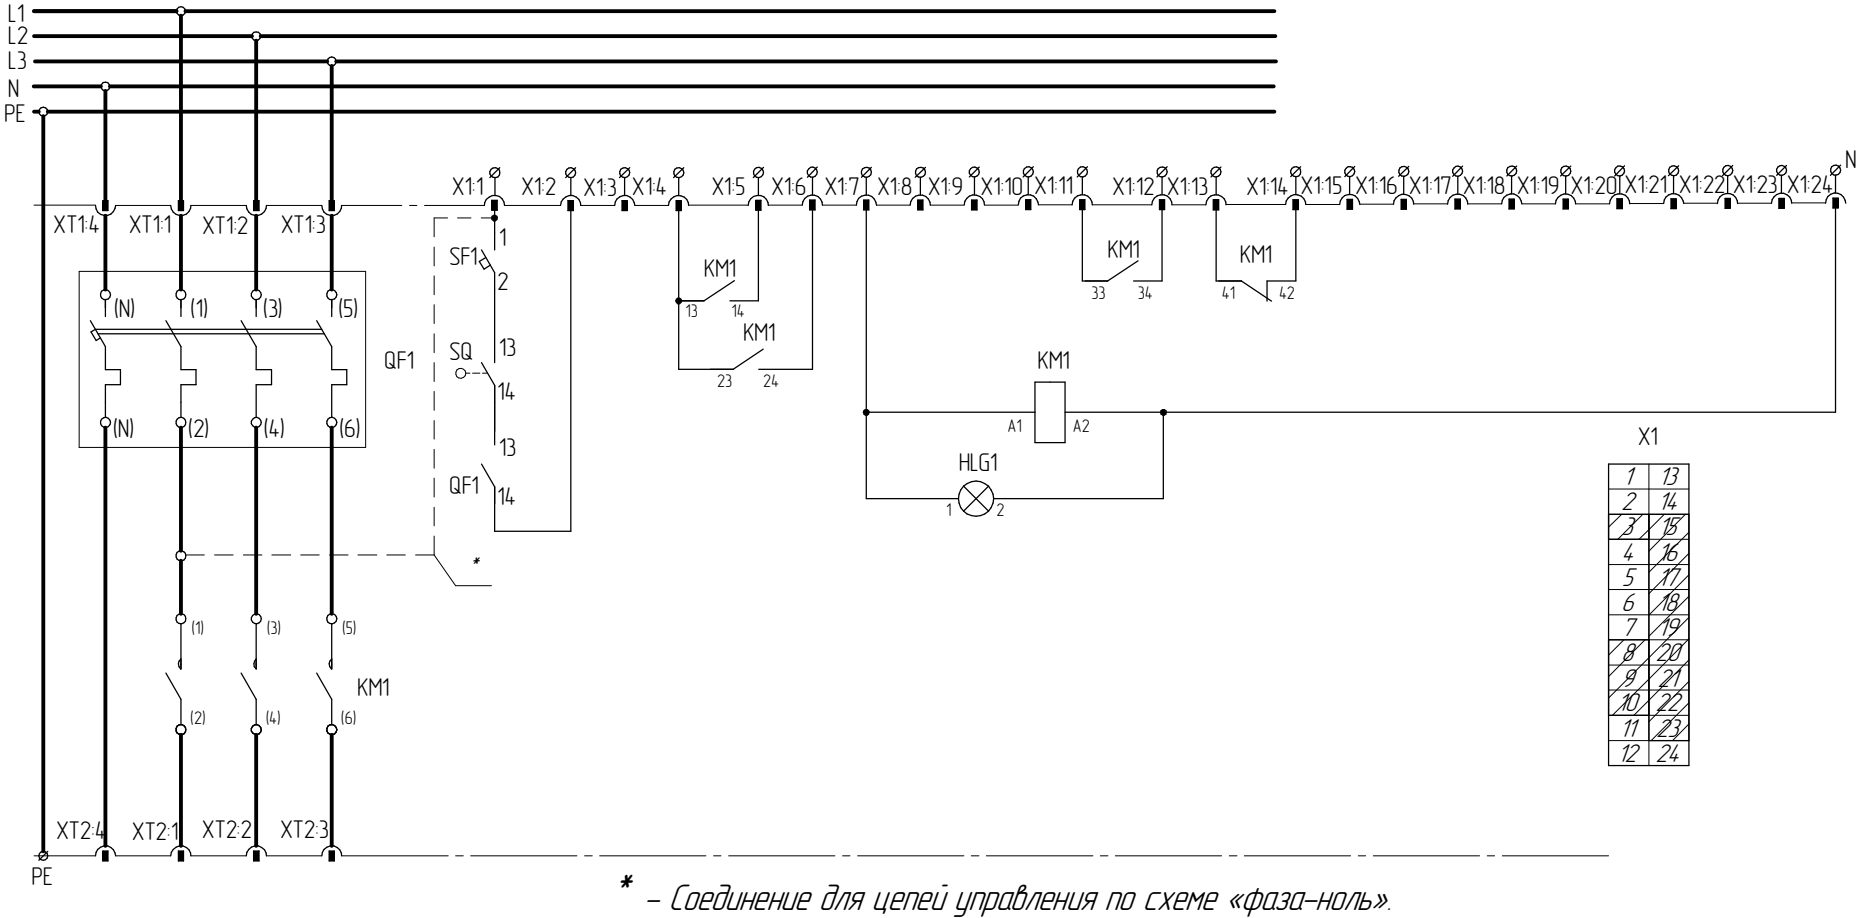 L1
L2
L3
N
PE
N
X1:1 X1:2 X1:3 X1:4 X1:5 X1:6 X1:7 X1:8 X1:9 X1:10 X1:11 X1:12 X1:13 X1:14 X1:15 X1:16 X1:17 X1:18 X1:19 X1:20 X1:21 X1:22 X1:23 X1:24
XT1:4 XT1:1 XT1:2 XT1:3
(N) (1) (3) (5)
QF1
(N) (2) (4) (6)
1
SF1
2
13
SQ
14
13
QF1
14
*
KM1
13 14
KM1
23 24
KM1
33 34
KM1
41 42
KM1
A1 A2
HLG1
1 2
(1) (3) (5)
KM1
(2) (4) (6)
XT2:4 XT2:1 XT2:2 XT2:3
PE
X1
1 13
2 14
3 15
4 16
5 17
6 18
7 19
8 20
9 21
10 22
11 23
12 24
* – Соединение для цепей управления по схеме «фаза–ноль».